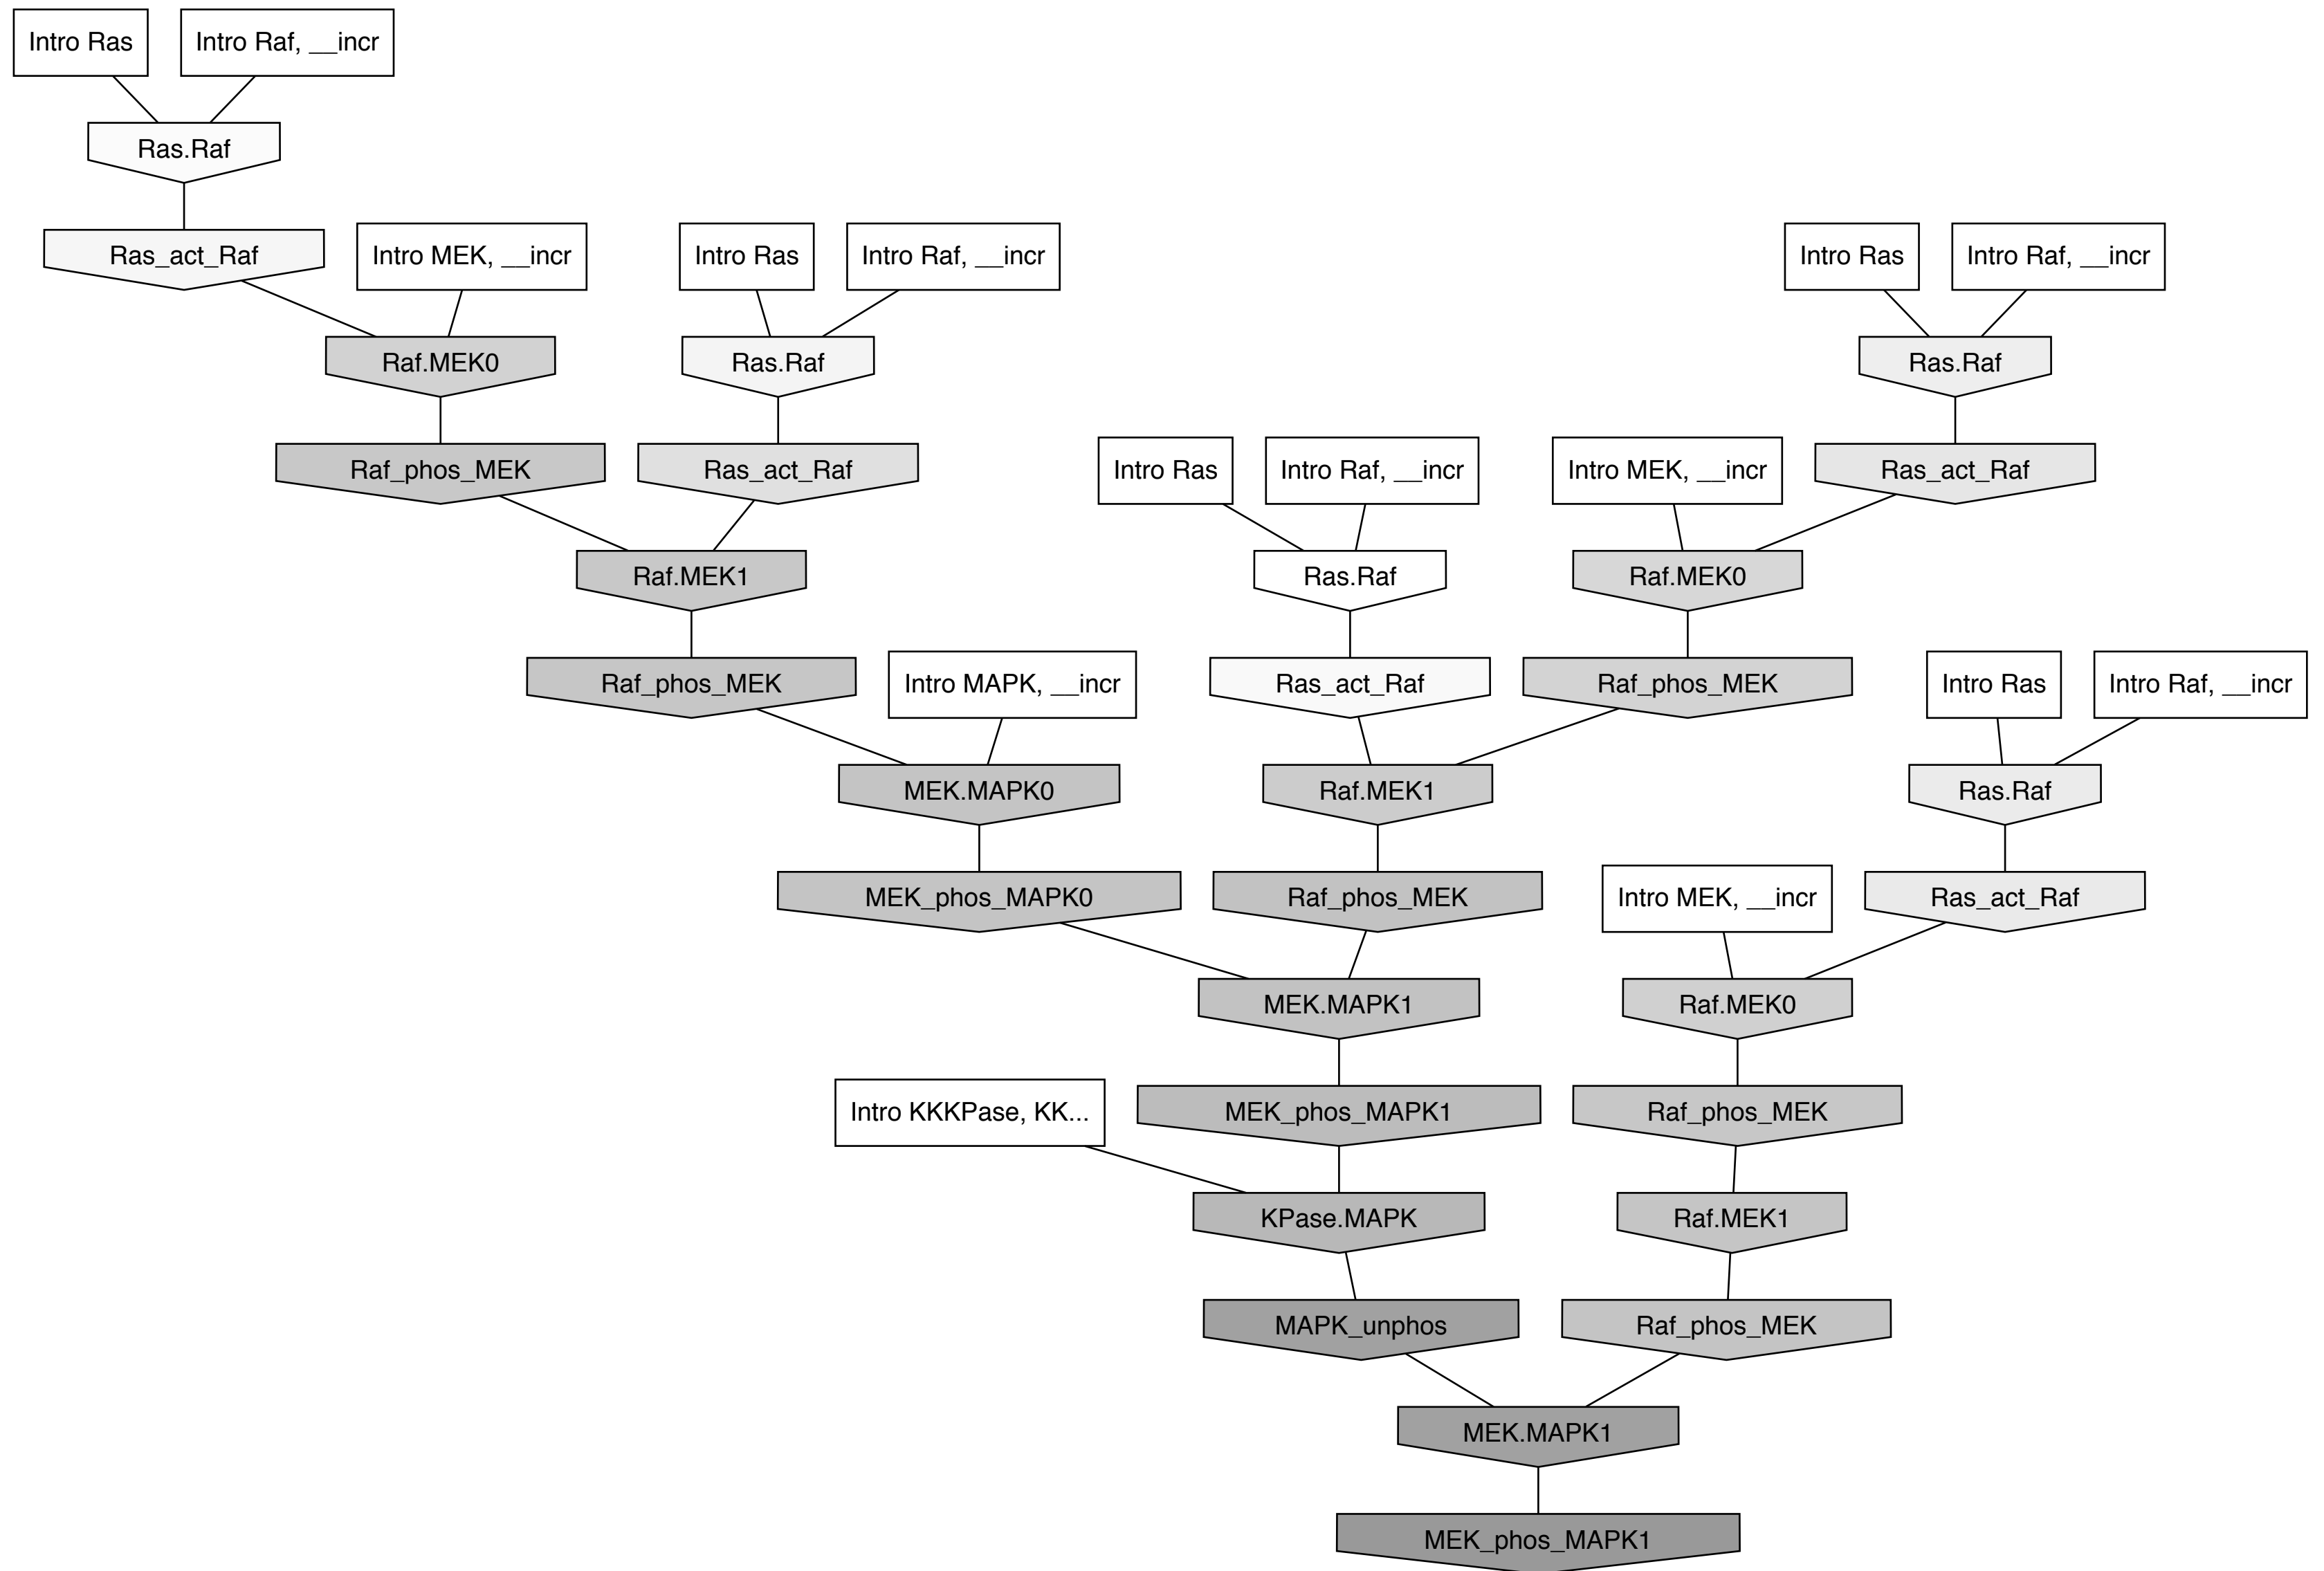 Intro Ras
Intro Raf, __incr
Ras.Raf
Ras_act_Raf
Intro MEK, __incr
Intro Ras
Intro Raf, __incr
Intro Ras
Intro Raf, __incr
Raf.MEK0
Ras.Raf
Ras.Raf
Raf_phos_MEK
Ras_act_Raf
Intro Ras
Intro Raf, __incr
Intro MEK, __incr
Ras_act_Raf
Raf.MEK1
Ras.Raf
Raf.MEK0
Raf_phos_MEK
Intro MAPK, __incr
Ras_act_Raf
Raf_phos_MEK
Intro Ras
Intro Raf, __incr
MEK.MAPK0
Raf.MEK1
Ras.Raf
MEK_phos_MAPK0
Raf_phos_MEK
Intro MEK, __incr
Ras_act_Raf
MEK.MAPK1
Raf.MEK0
Intro KKKPase, KK...
MEK_phos_MAPK1
Raf_phos_MEK
KPase.MAPK
Raf.MEK1
MAPK_unphos
Raf_phos_MEK
MEK.MAPK1
MEK_phos_MAPK1